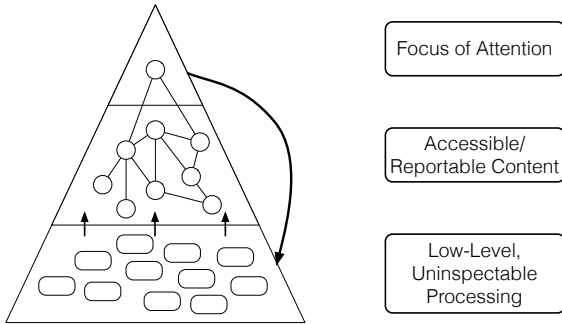 Focus of Attention
Accessible/
Reportable Content
Low-Level,
Uninspectable
Processing